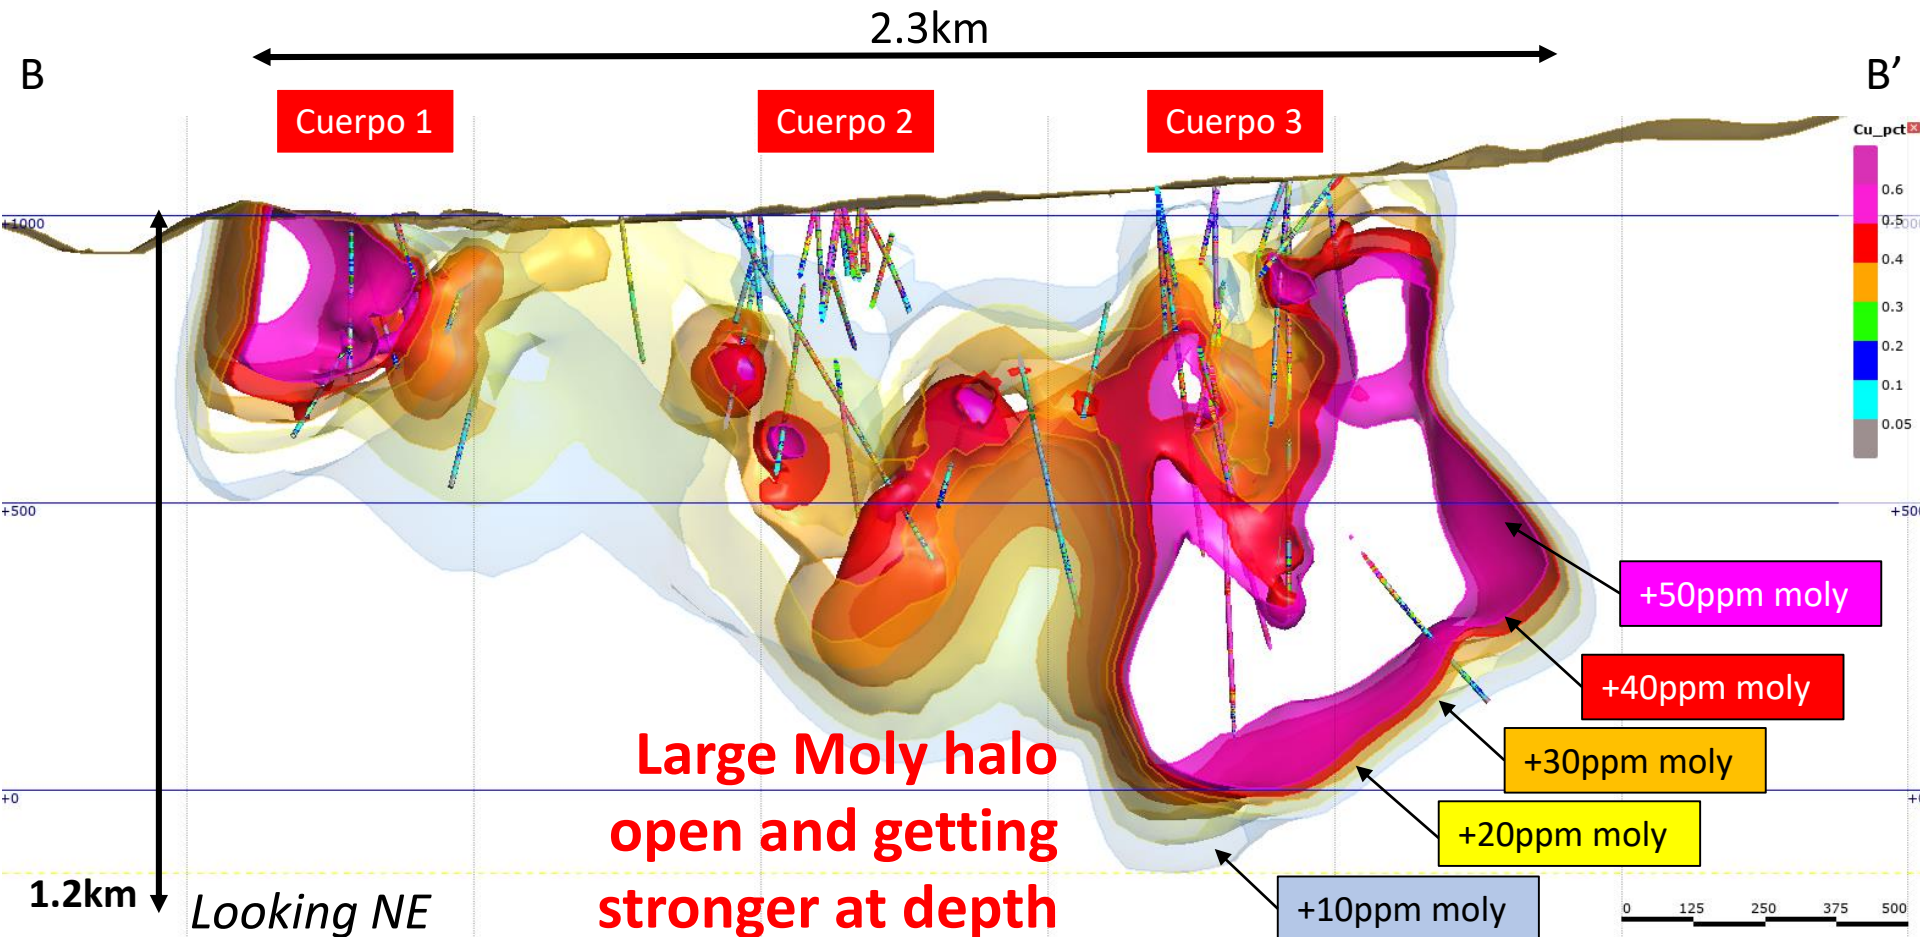 2.3km
B
B’
Cuerpo 1
Cuerpo 2
Cuerpo 3
Cu_pct
0.6
0.5
0.4
0.3
0.2
0.1
0.05
+1000
+500
+500
+0
+50ppm moly
+40ppm moly
+30ppm moly
+20ppm moly
+10ppm moly
Large Moly halo
open and getting
stronger at depth
1.2km
Looking NE
0 125 250 375 500